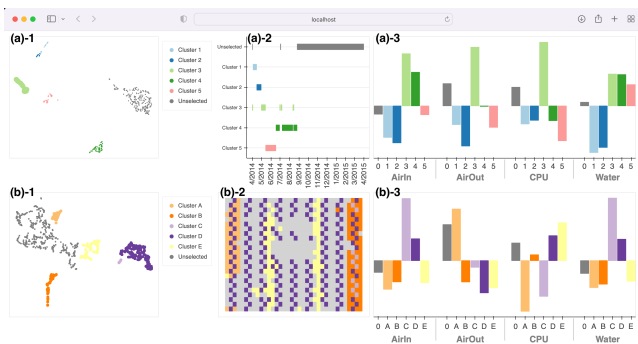 localhost
(a)-1
Cluster 1
Cluster 2
Cluster 3
Cluster 4
Cluster 5
Unselected
(a)-2
Unselected
Cluster 1
Cluster 2
Cluster 3
Cluster 4
Cluster 5
4/2014
5/2014
6/2014
7/2014
8/2014
9/2014
10/2014
11/2014
12/2014
1/2015
2/2015
3/2015
4/2015
(a)-3
0 1 2 3 4 5 0 1 2 3 4 5 0 1 2 3 4 5 0 1 2 3 4 5
AirIn AirOut CPU Water
(b)-1
Cluster A
Cluster B
Cluster C
Cluster D
Cluster E
Unselected
(b)-2
(b)-3
0 A B C D E 0 A B C D E 0 A B C D E 0 A B C D E
AirIn AirOut CPU Water